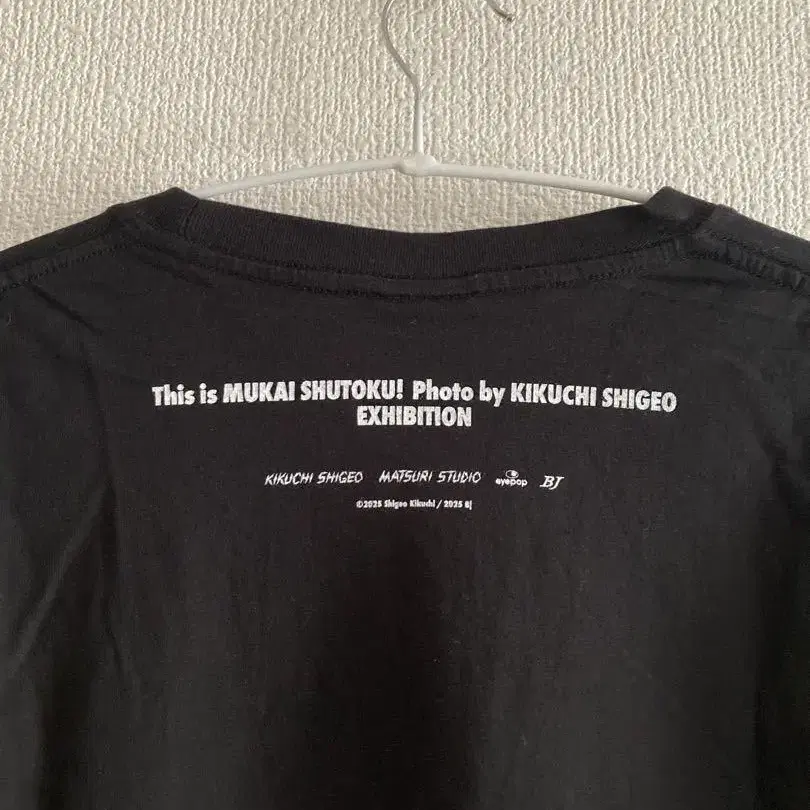 This is MUKAI SHUTOKU! Photo by KIKUCHI SHIGEO
EXHIBITION
KIKUCHI SHIGEO MATSURI STUDIO eyepop BJ
©2025 Shigeo Kikuchi / 2025 BJ